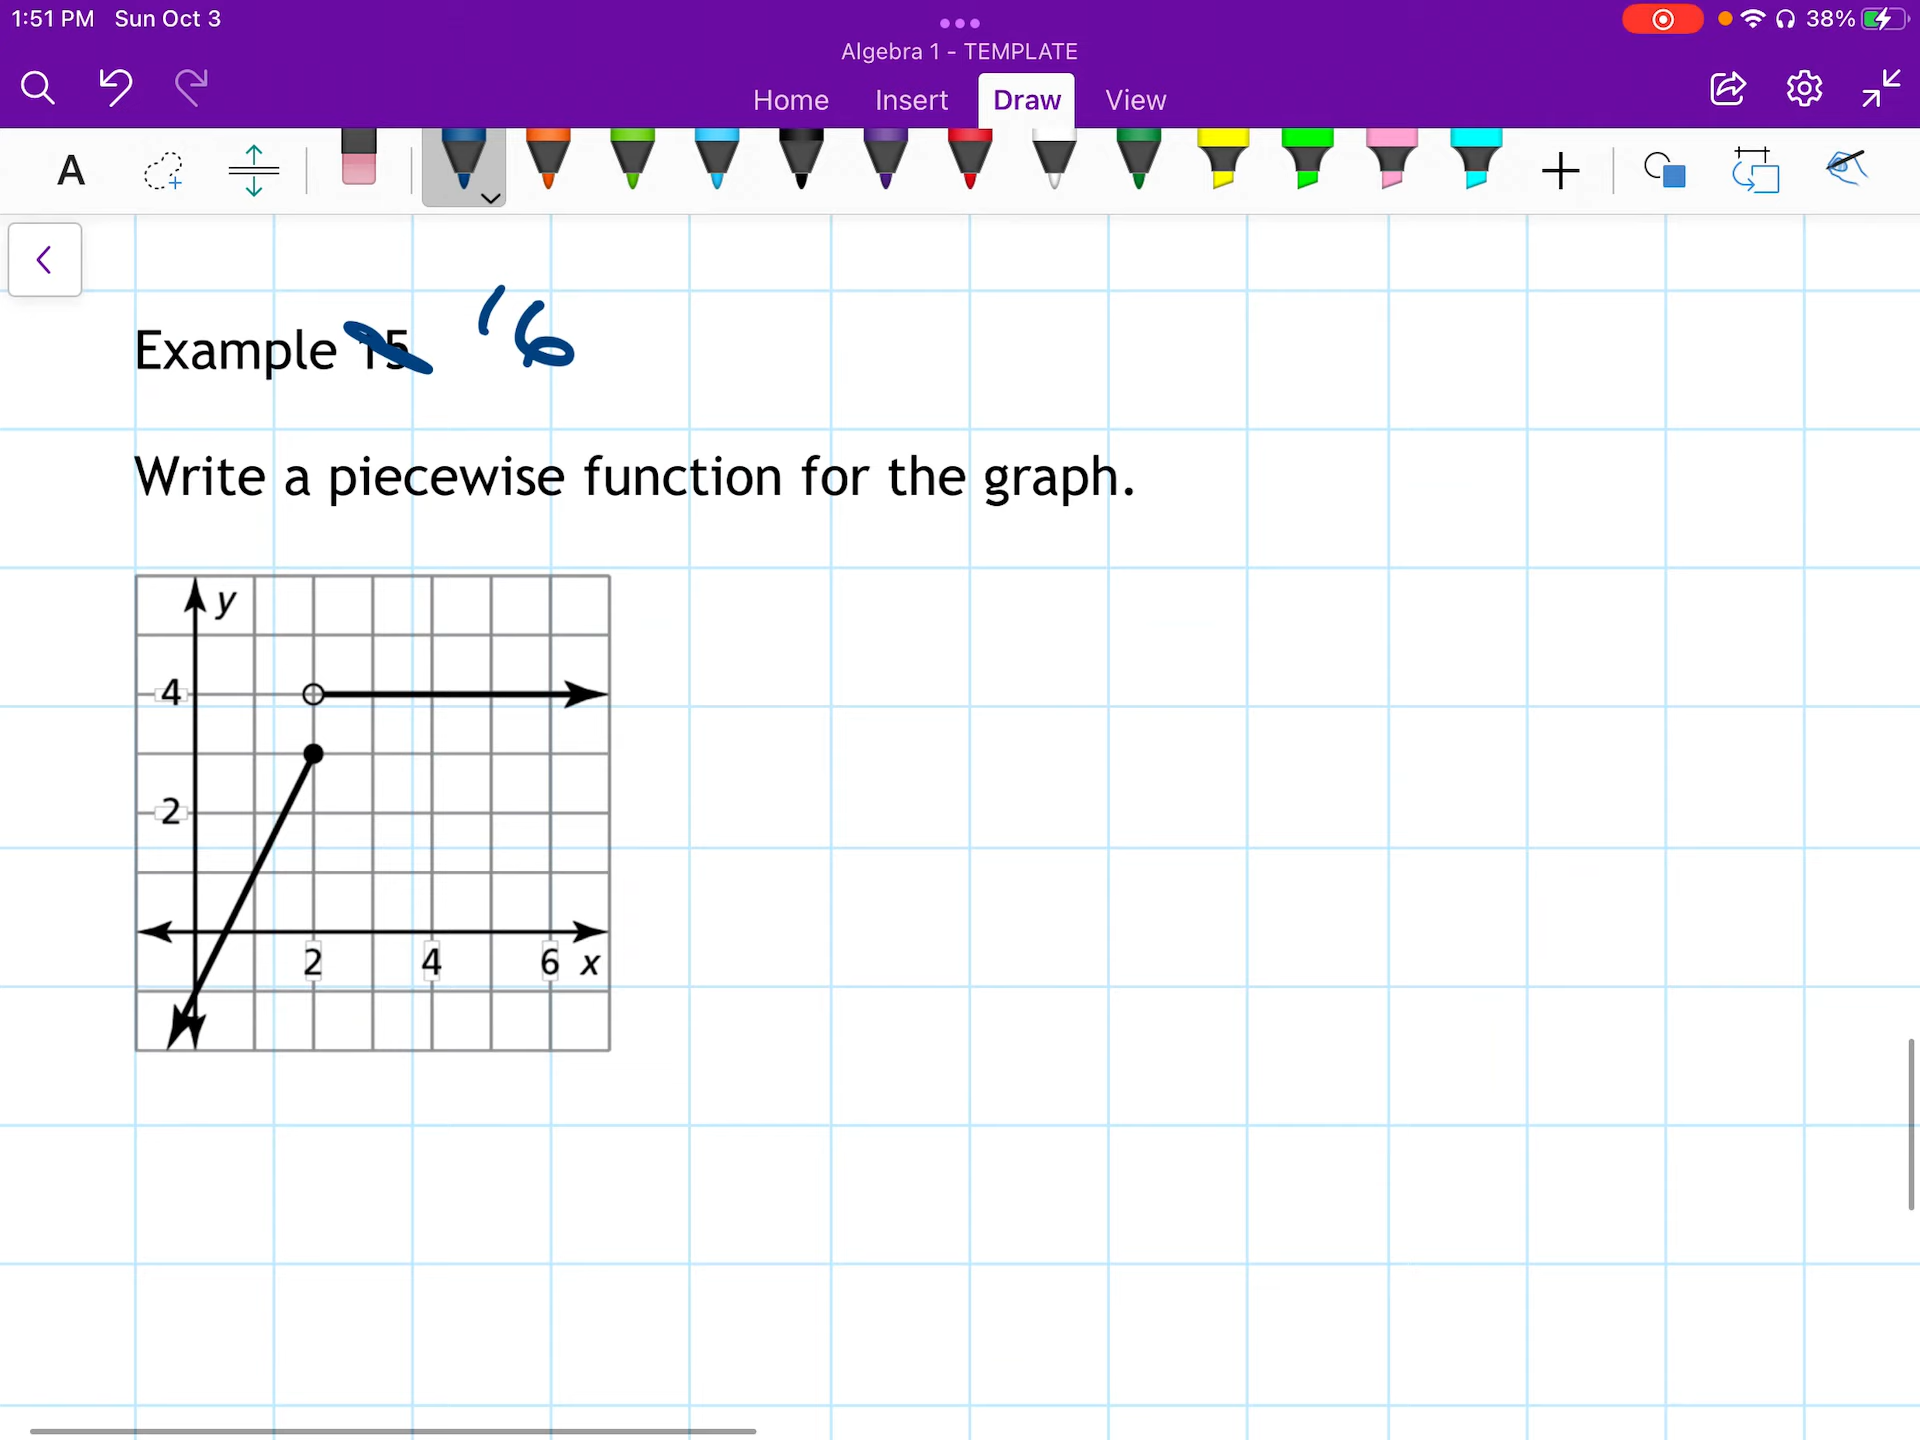 1:51 PM Sun Oct 3
38%
Algebra 1 - TEMPLATE
Home Insert Draw View
A
Example 15 16
Write a piecewise function for the graph.
y
4
2
2 4 6 x